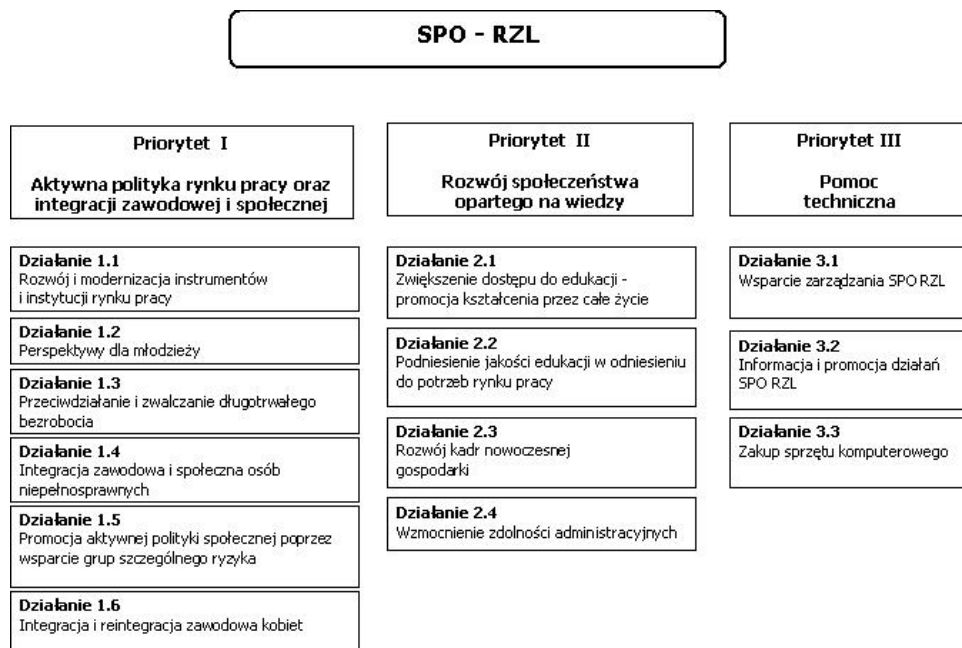 SPO - RZL
Priorytet I
Aktywna polityka rynku pracy oraz
integracji zawodowej i społecznej
Działanie 1.1
Rozwój i modernizacja instrumentów
i instytucji rynku pracy
Działanie 1.2
Perspektywy dla młodzieży
Działanie 1.3
Przeciwdziałanie i zwalczanie długotrwałego
bezrobocia
Działanie 1.4
Integracja zawodowa i społeczna osób
niepełnosprawnych
Działanie 1.5
Promocja aktywnej polityki społecznej poprzez
wsparcie grup szczególnego ryzyka
Działanie 1.6
Integracja i reintegracja zawodowa kobiet
Priorytet II
Rozwój społeczeństwa
opartego na wiedzy
Działanie 2.1
Zwiększenie dostępu do edukacji -
promocja kształcenia przez całe życie
Działanie 2.2
Podniesienie jakości edukacji w odniesieniu
do potrzeb rynku pracy
Działanie 2.3
Rozwój kadr nowoczesnej
gospodarki
Działanie 2.4
Wzmocnienie zdolności administracyjnych
Priorytet III
Pomoc
techniczna
Działanie 3.1
Wsparcie zarządzania SPO RZL
Działanie 3.2
Informacja i promocja działań
SPO RZL
Działanie 3.3
Zakup sprzętu komputerowego